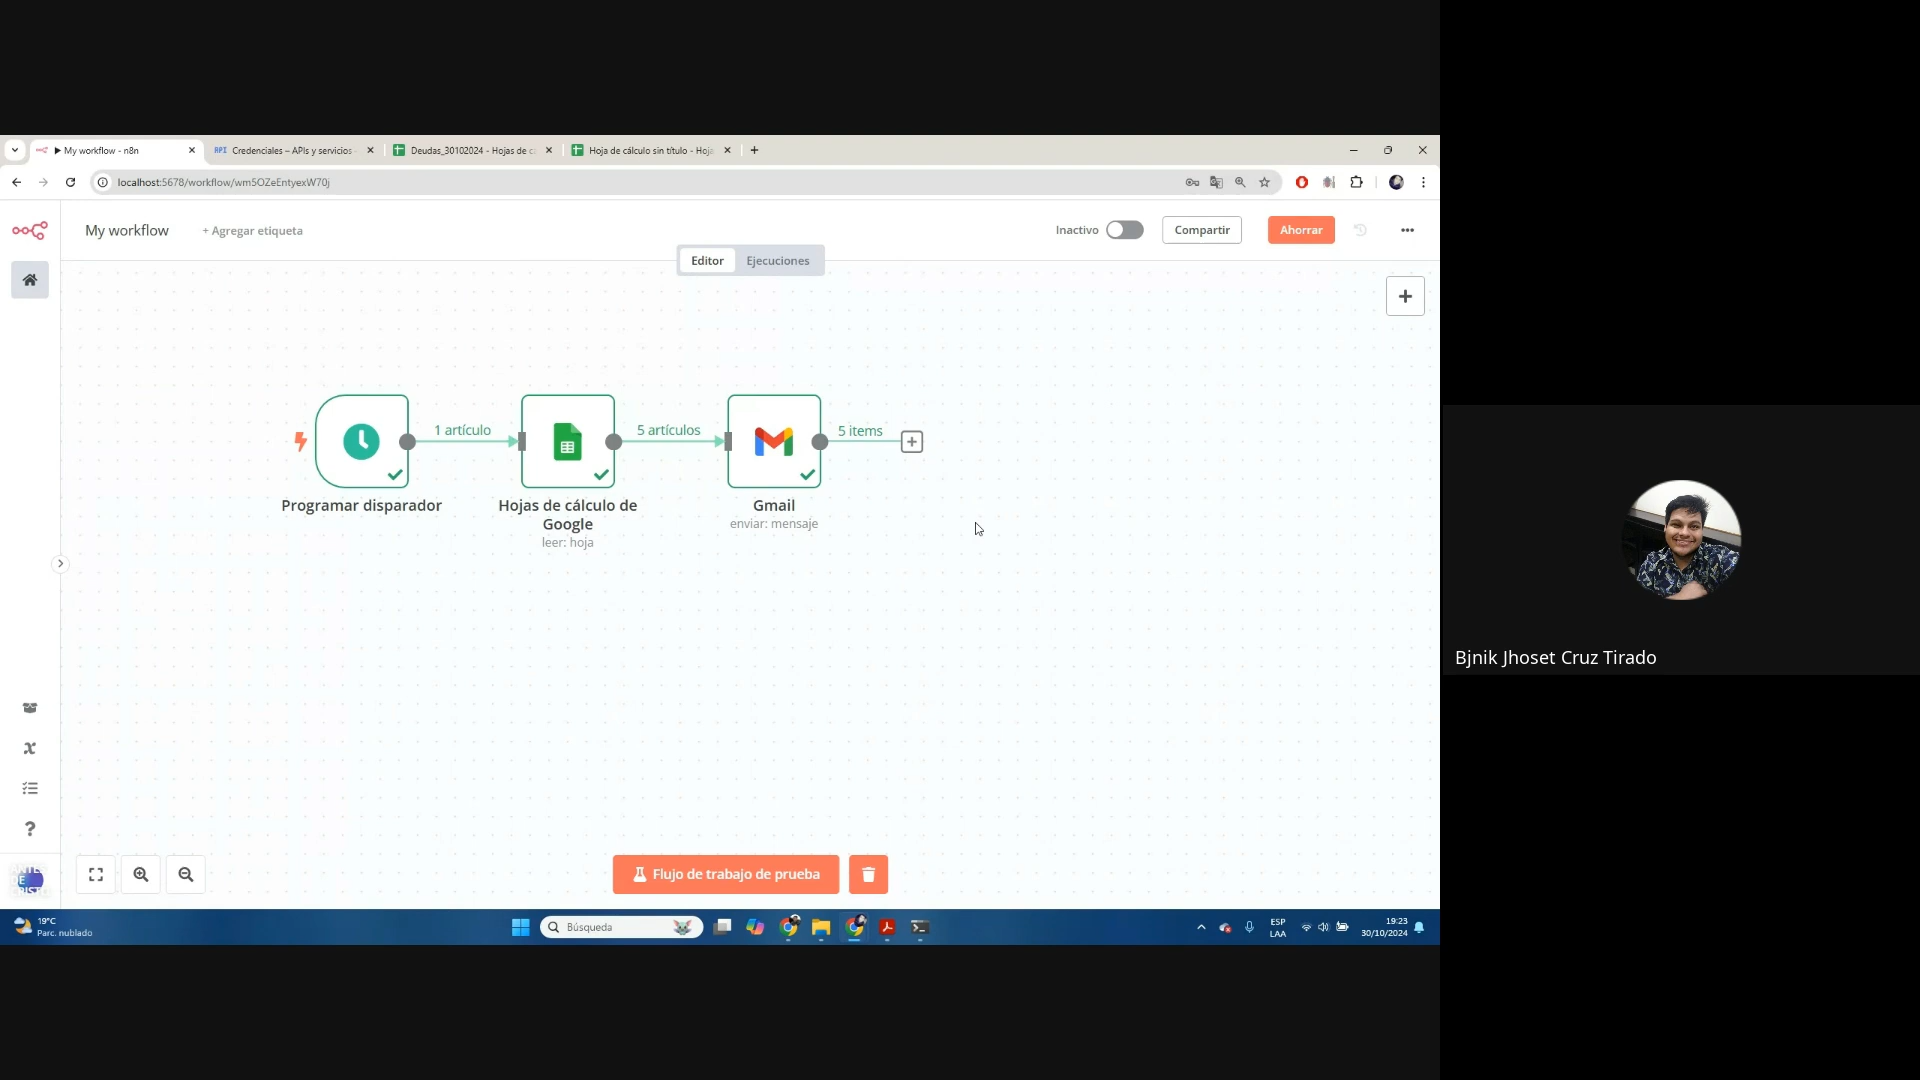 My workflow - n8n
API Credenciales – APIs y servicios
Deudas_30102024 - Hojas de c
Hoja de cálculo sin título - Hoja
localhost:5678/workflow/wm5OZeEntyexW70j
My workflow
+ Agregar etiqueta
Inactivo
Compartir
Ahorrar
Editor
Ejecuciones
1 artículo
5 artículos
5 items
Programar disparador
Hojas de cálculo de
Google
leer: hoja
Gmail
enviar: mensaje
Bjnik Jhoset Cruz Tirado
Flujo de trabajo de prueba
19°C
Parc. nublado
Búsqueda
ESP
LAA
19:23
30/10/2024